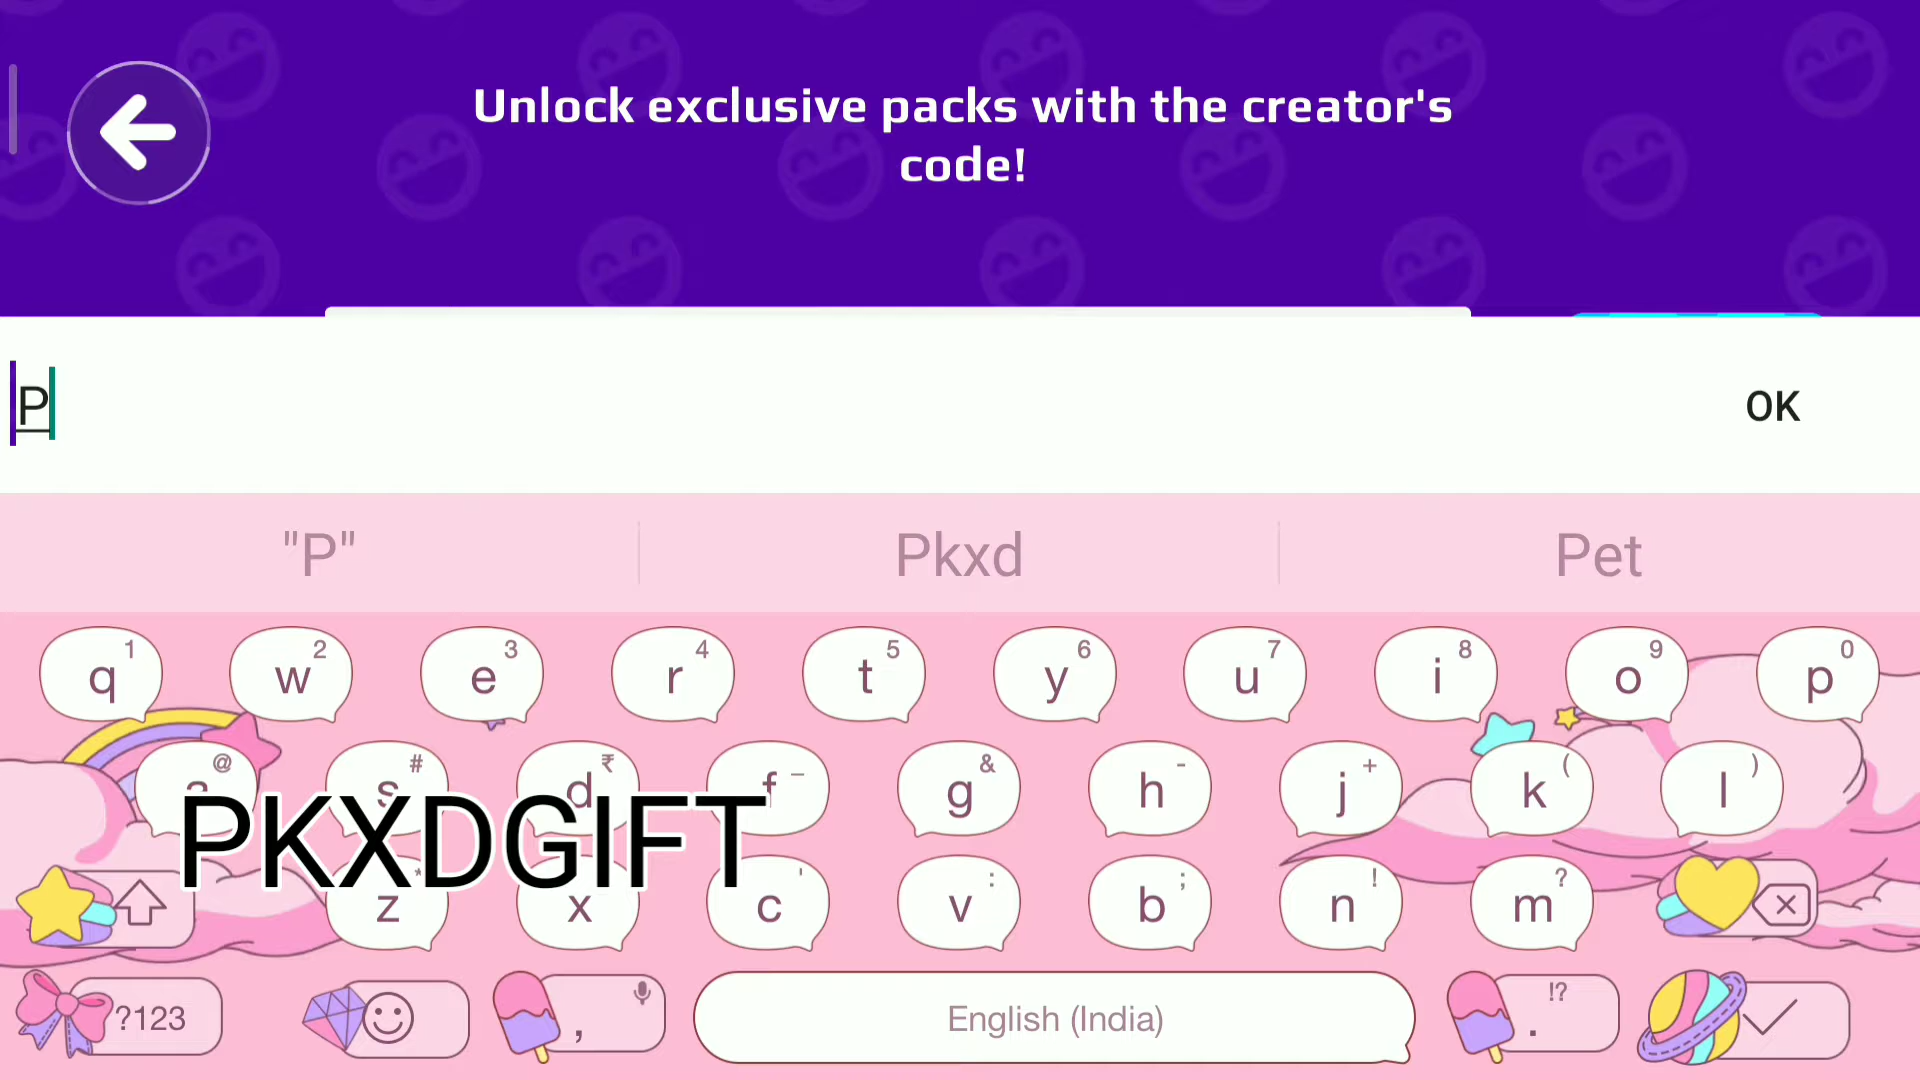 Unlock exclusive packs with the creator's
code!
P
OK
"P" Pkxd Pet
q 1 w 2 e 3 r 4 t 5 y 6 u 7 i 8 o 9 p 0
a @ s # d ₹ f _ g & h - j + k ( l )
PKXDGIFT
z * x c ' v : b ; n ! m ?
?123 , English (India) . !?